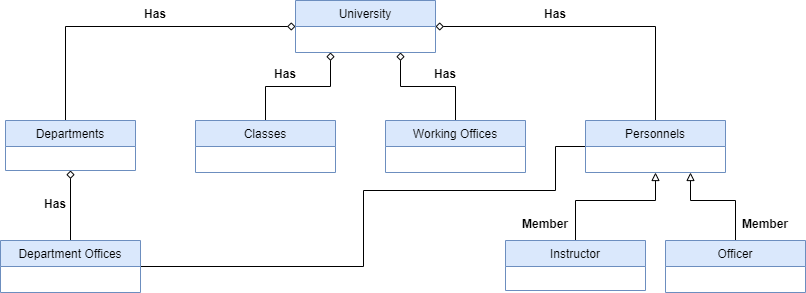 University
Has
Has
Has
Has
Departments
Classes
Working Offices
Personnels
Has
Member
Member
Department Offices
Instructor
Officer